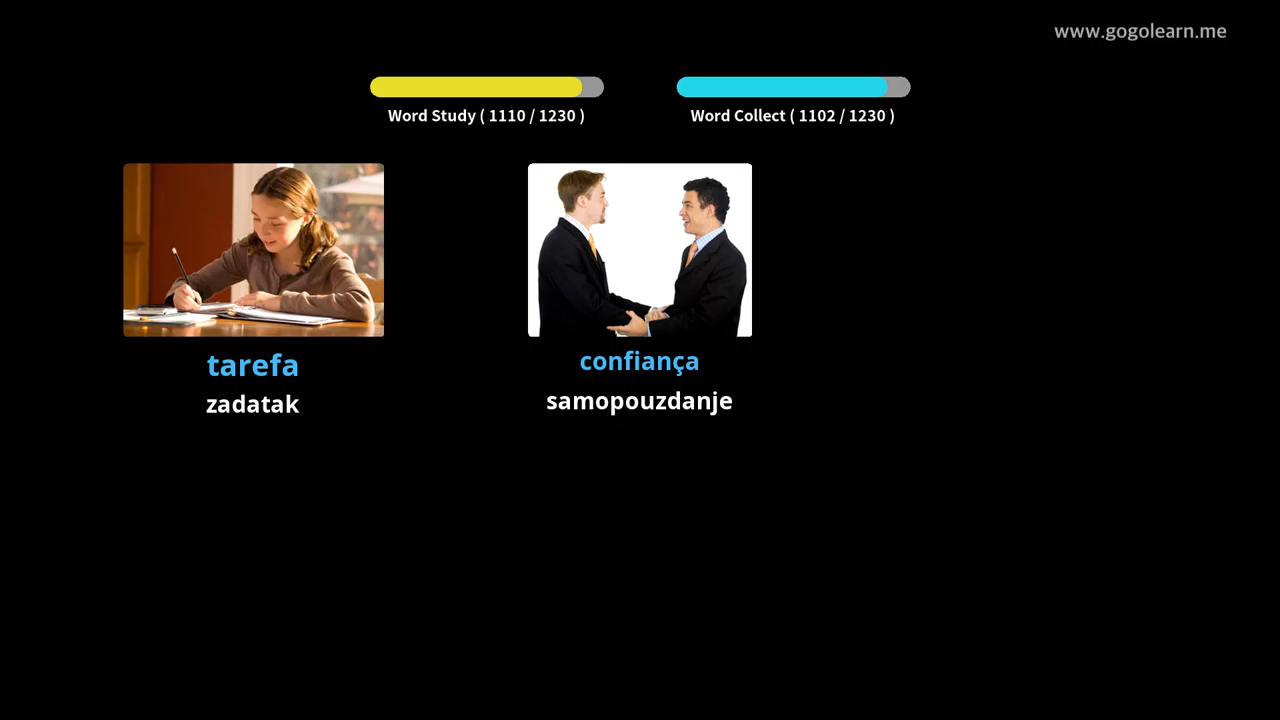 www.gogolearn.me
Word Study ( 1110 / 1230 )
Word Collect ( 1102 / 1230 )
tarefa
zadatak
confiança
samopouzdanje